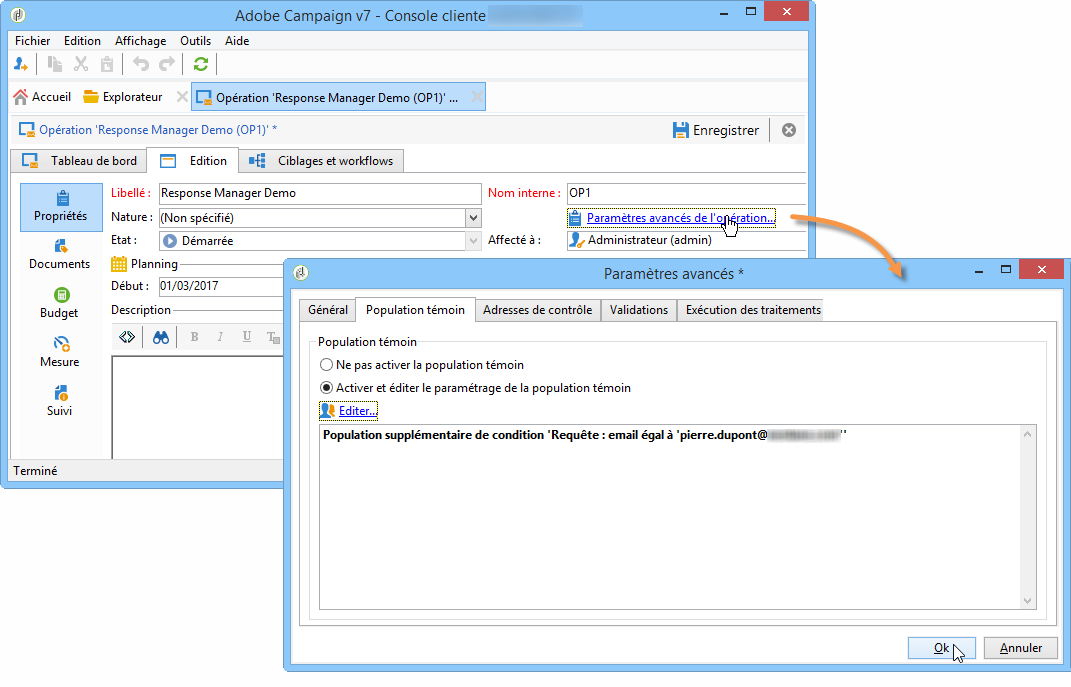 Adobe Campaign v7 - Console cliente
Fichier Edition Affichage Outils Aide
Accueil Explorateur Opération 'Response Manager Demo (OP1)' ...
Opération 'Response Manager Demo (OP1)' * Enregistrer
Tableau de bord Edition Ciblages et workflows
Propriétés
Documents
Budget
Mesure
Suivi
Libellé : Response Manager Demo Nom interne : OP1
Nature : (Non spécifié) Paramètres avancés de l'opération...
Etat : Démarrée Affecté à : Administrateur (admin)
Planning
Début : 01/03/2017
Description
B I U T
Terminé
Paramètres avancés *
Général Population témoin Adresses de contrôle Validations Exécution des traitements
Population témoin
Ne pas activer la population témoin
Activer et éditer le paramétrage de la population témoin
Editer...
Population supplémentaire de condition 'Requête : email égal à 'pierre.dupont@ ''
Ok Annuler